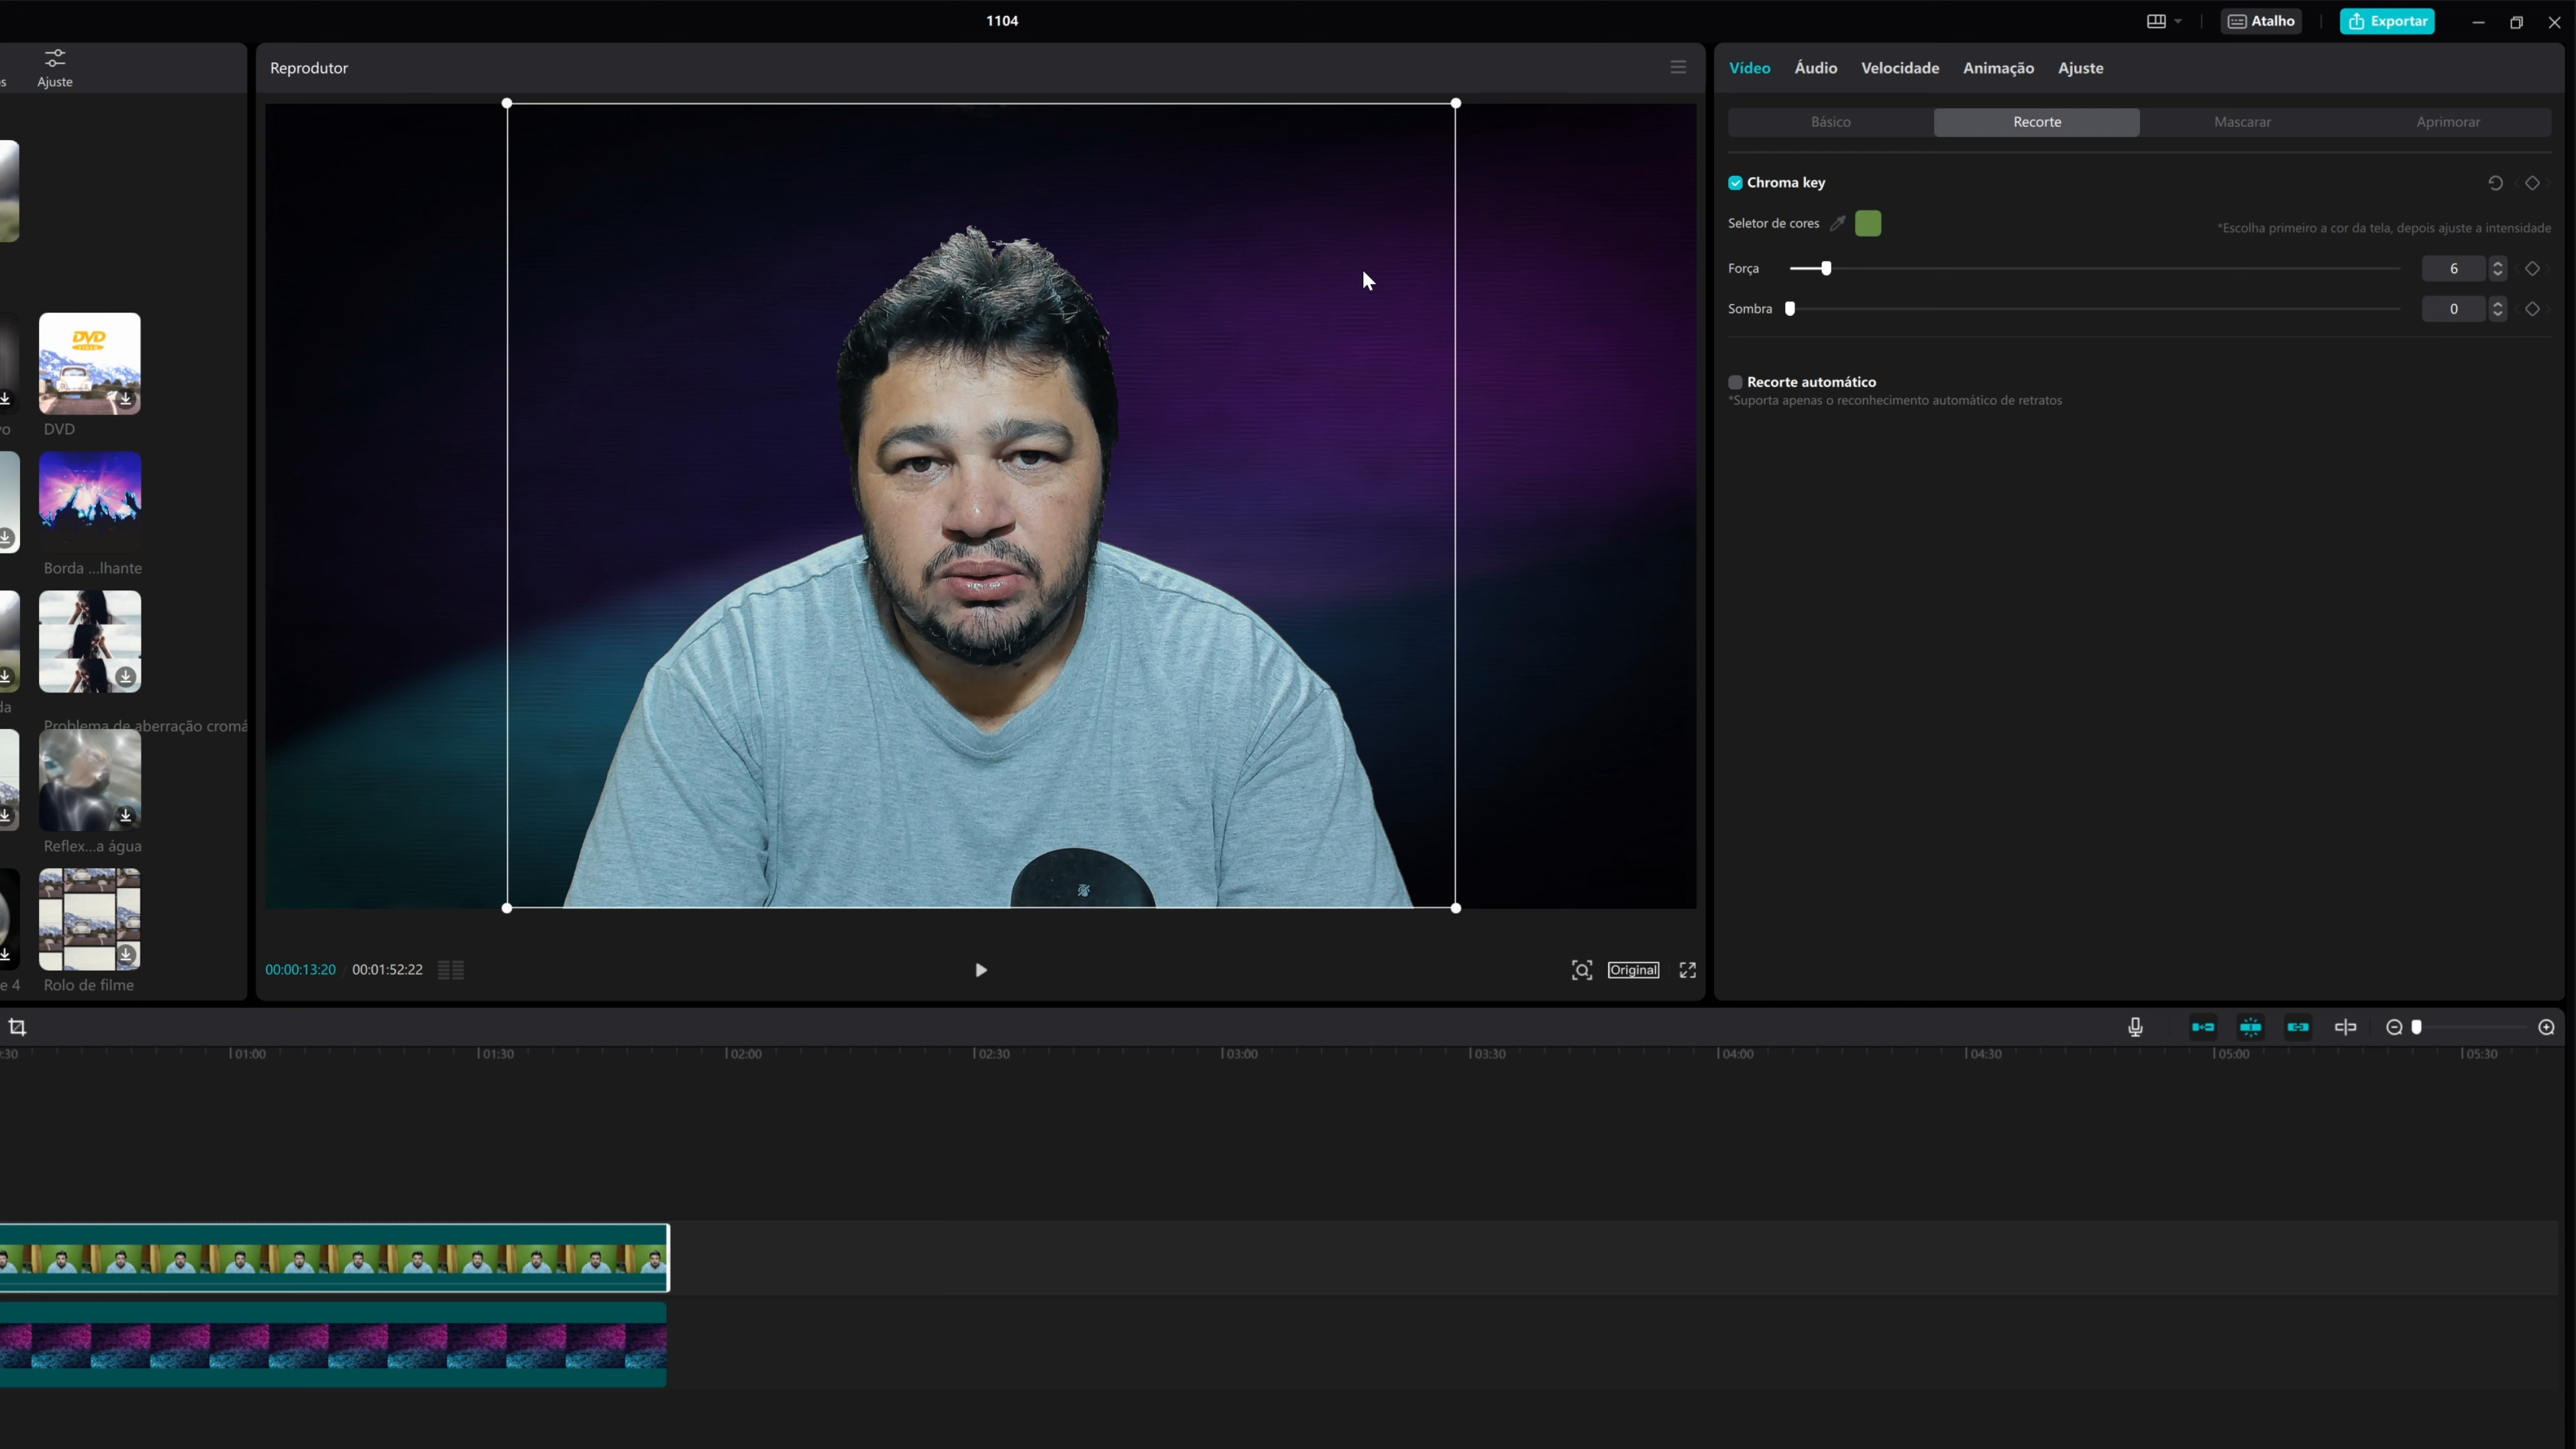 1104
Atalho
Exportar
Ajuste
Reprodutor
Vídeo
Áudio
Velocidade
Animação
Ajuste
Básico
Recorte
Mascarar
Aprimorar
Chroma key
Seletor de cores
*Escolha primeiro a cor da tela, depois ajuste a intensidade
Força
6
Sombra
0
Recorte automático
*Suporta apenas o reconhecimento automático de retratos
DVD
VIDEO
DVD
Borda ...lhante
Problema de aberração cromá
Reflex...a água
e 4
Rolo de filme
00:00:13:20
00:01:52:22
Original
:30
01:00
01:30
02:00
02:30
03:00
03:30
04:00
04:30
05:00
05:30